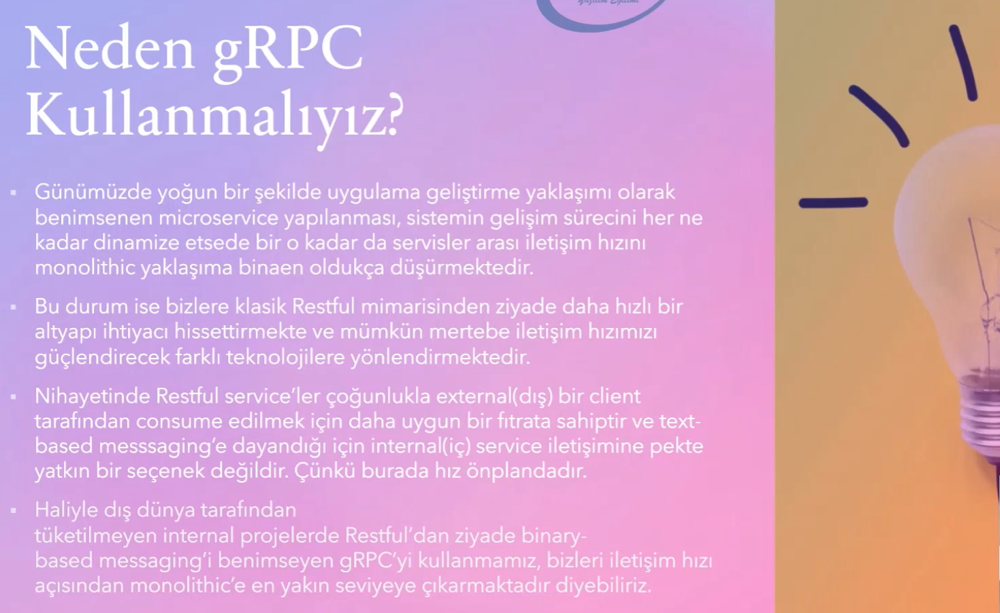 Yazılım Eğitimi
Neden gRPC
Kullanmalıyız?
▪ Günümüzde yoğun bir şekilde uygulama geliştirme yaklaşımı olarak
benimsenen microservice yapılanması, sistemin gelişim sürecini her ne
kadar dinamize etsede bir o kadar da servisler arası iletişim hızını
monolithic yaklaşıma binaen oldukça düşürmektedir.
▪ Bu durum ise bizlere klasik Restful mimarisinden ziyade daha hızlı bir
altyapı ihtiyacı hissettirmekte ve mümkün mertebe iletişim hızımızı
güçlendirecek farklı teknolojilere yönlendirmektedir.
▪ Nihayetinde Restful service’ler çoğunlukla external(dış) bir client
tarafından consume edilmek için daha uygun bir fıtrata sahiptir ve text-
based messsaging’e dayandığı için internal(iç) service iletişimine pekte
yatkın bir seçenek değildir. Çünkü burada hız önplandadır.
▪ Haliyle dış dünya tarafından
tüketilmeyen internal projelerde Restful’dan ziyade binary-
based messaging’i benimseyen gRPC’yi kullanmamız, bizleri iletişim hızı
açısından monolithic’e en yakın seviyeye çıkarmaktadır diyebiliriz.